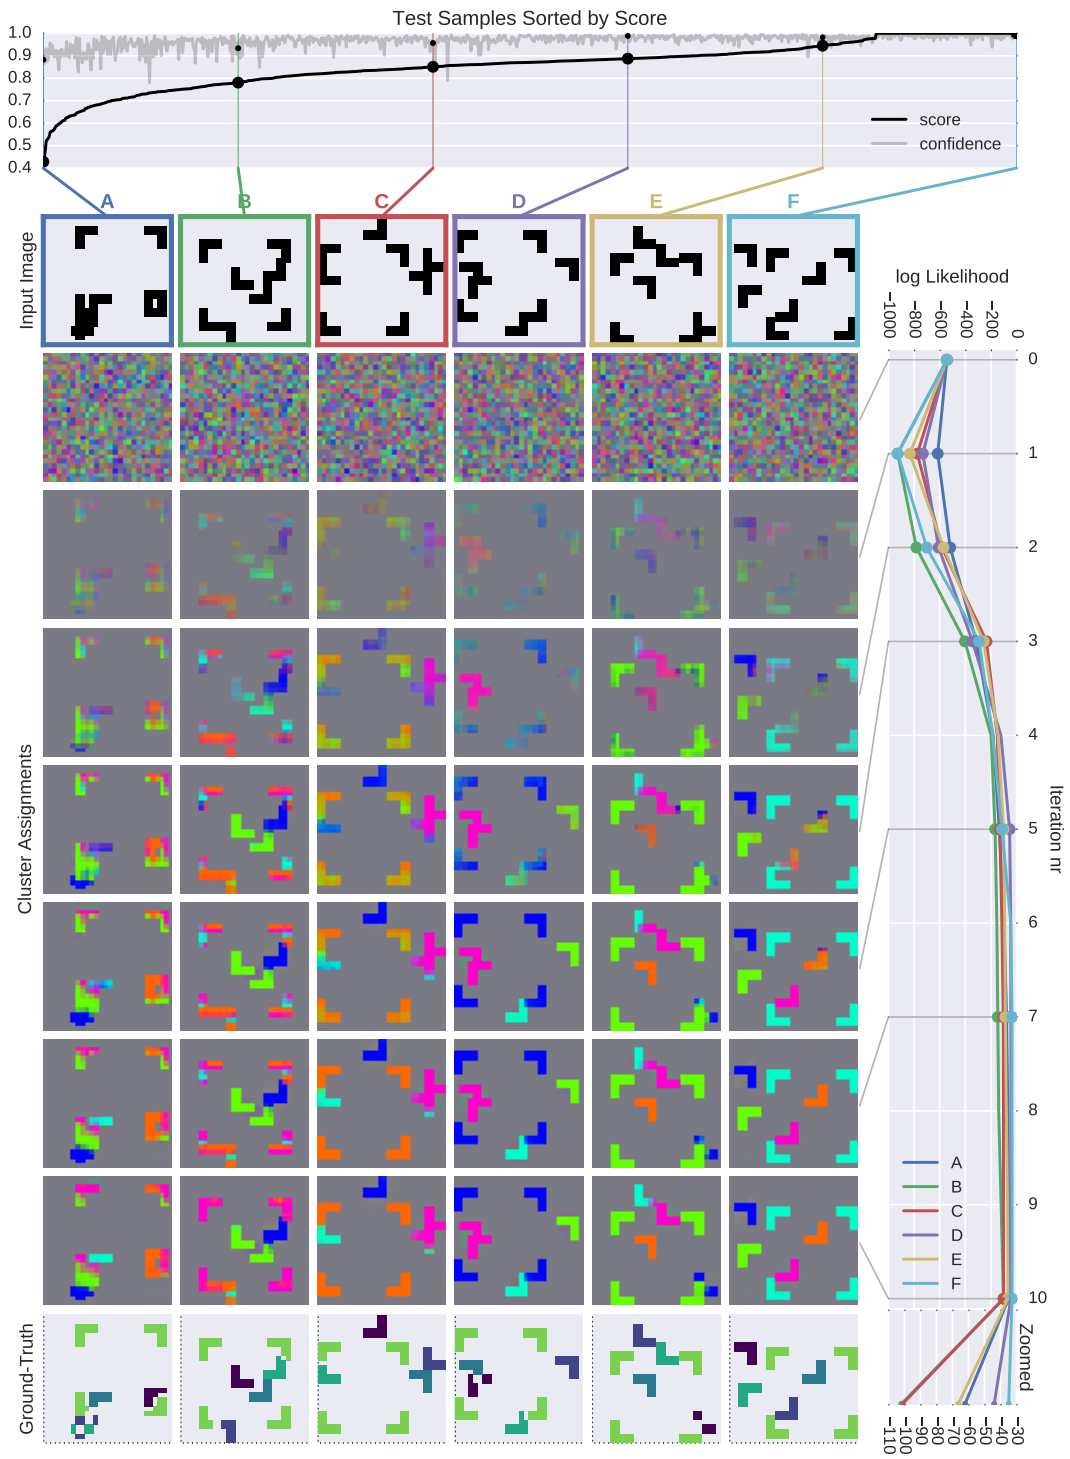 Test Samples Sorted by Score
1.0
0.9
0.8
0.7
0.6
0.5
0.4
score
confidence
A B C D E F
Input Image
Cluster Assignments
Ground-Truth
log Likelihood
−1000 −800 −600 −400 −200 0
0
1
2
3
4
5
6
7
8
9
10
Iteration nr
A
B
C
D
E
F
Zoomed
−110 −100 −90 −80 −70 −60 −50 −40 −30